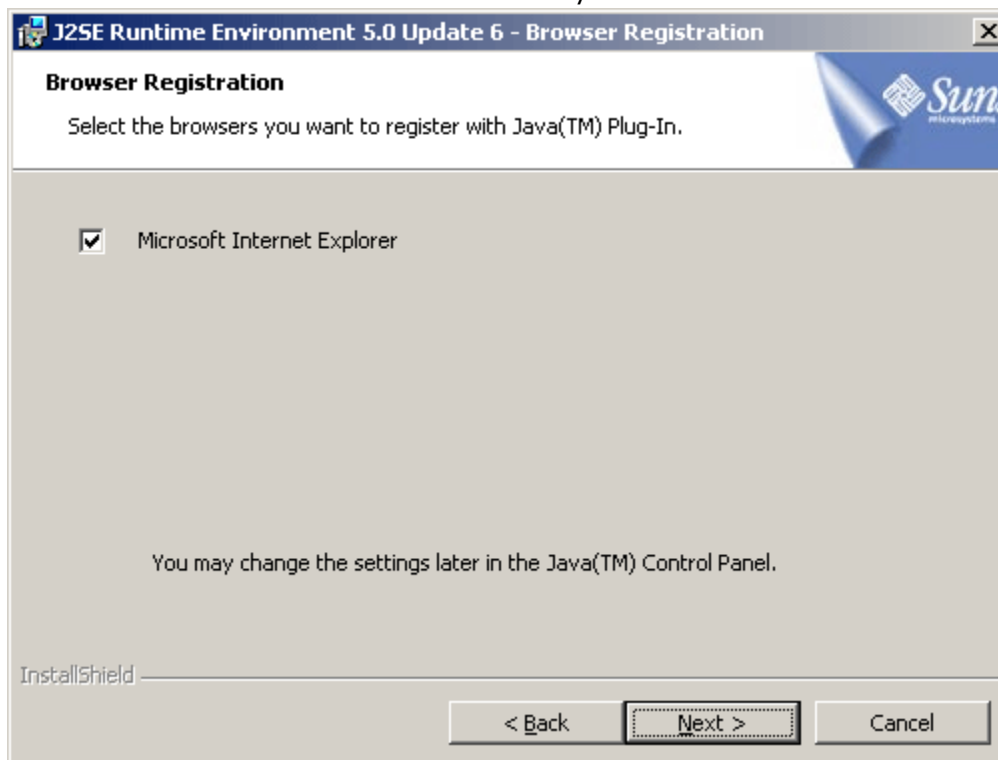 J2SE Runtime Environment 5.0 Update 6 - Browser Registration
Browser Registration
Select the browsers you want to register with Java(TM) Plug-In.
Sun
microsystems
Microsoft Internet Explorer
You may change the settings later in the Java(TM) Control Panel.
InstallShield
< Back Next > Cancel